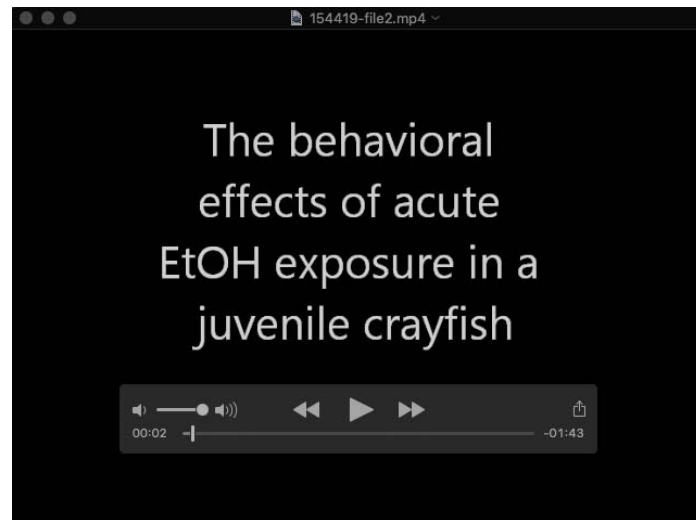 154419-file2.mp4
The behavioral
effects of acute
EtOH exposure in a
juvenile crayfish
00:02 -01:43